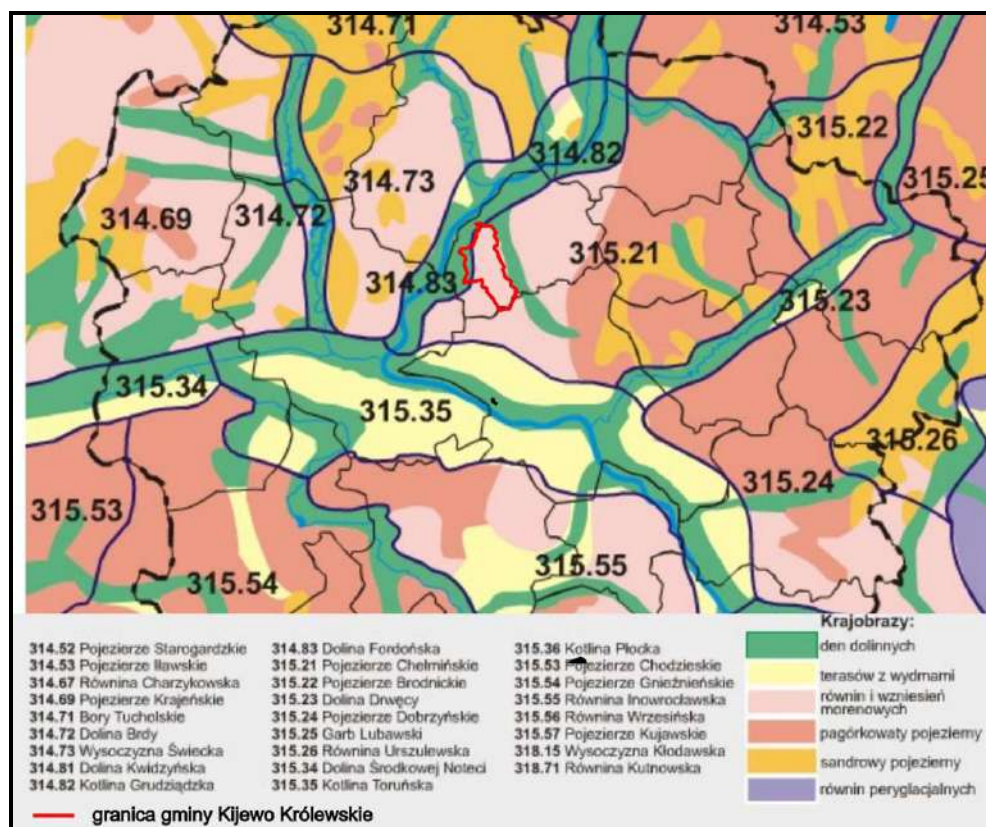 314.71
314.53
315.22
314.82
315.25
314.73
314.69
314.72
315.21
314.83
315.23
315.34
315.35
315.26
315.24
315.53
315.55
315.54
314.52 Pojezierze Starogardzkie
314.53 Pojezierze Iławskie
314.67 Równina Charzykowska
314.69 Pojezierze Krajeńskie
314.71 Bory Tucholskie
314.72 Dolina Brdy
314.73 Wysoczyzna Świecka
314.81 Dolina Kwidzyńska
314.82 Kotlina Grudziądzka
314.83 Dolina Fordońska
315.21 Pojezierze Chełmińskie
315.22 Pojezierze Brodnickie
315.23 Dolina Drwęcy
315.24 Pojezierze Dobrzyńskie
315.25 Garb Lubawski
315.26 Równina Urszulewska
315.34 Dolina Środkowej Noteci
315.35 Kotlina Toruńska
315.36 Kotlina Płocka
315.53 Pojezierze Chodzieskie
315.54 Pojezierze Gnieźnieńskie
315.55 Równina Inowrocławska
315.56 Równina Wrzesińska
315.57 Pojezierze Kujawskie
318.15 Wysoczyzna Kłodawska
318.71 Równina Kutnowska
Krajobrazy:
den dolinnych
terasów z wydmami
równin i wzniesień
morenowych
pagórkowaty pojezierny
sandrowy pojezierny
równin peryglacjalnych
granica gminy Kijewo Królewskie